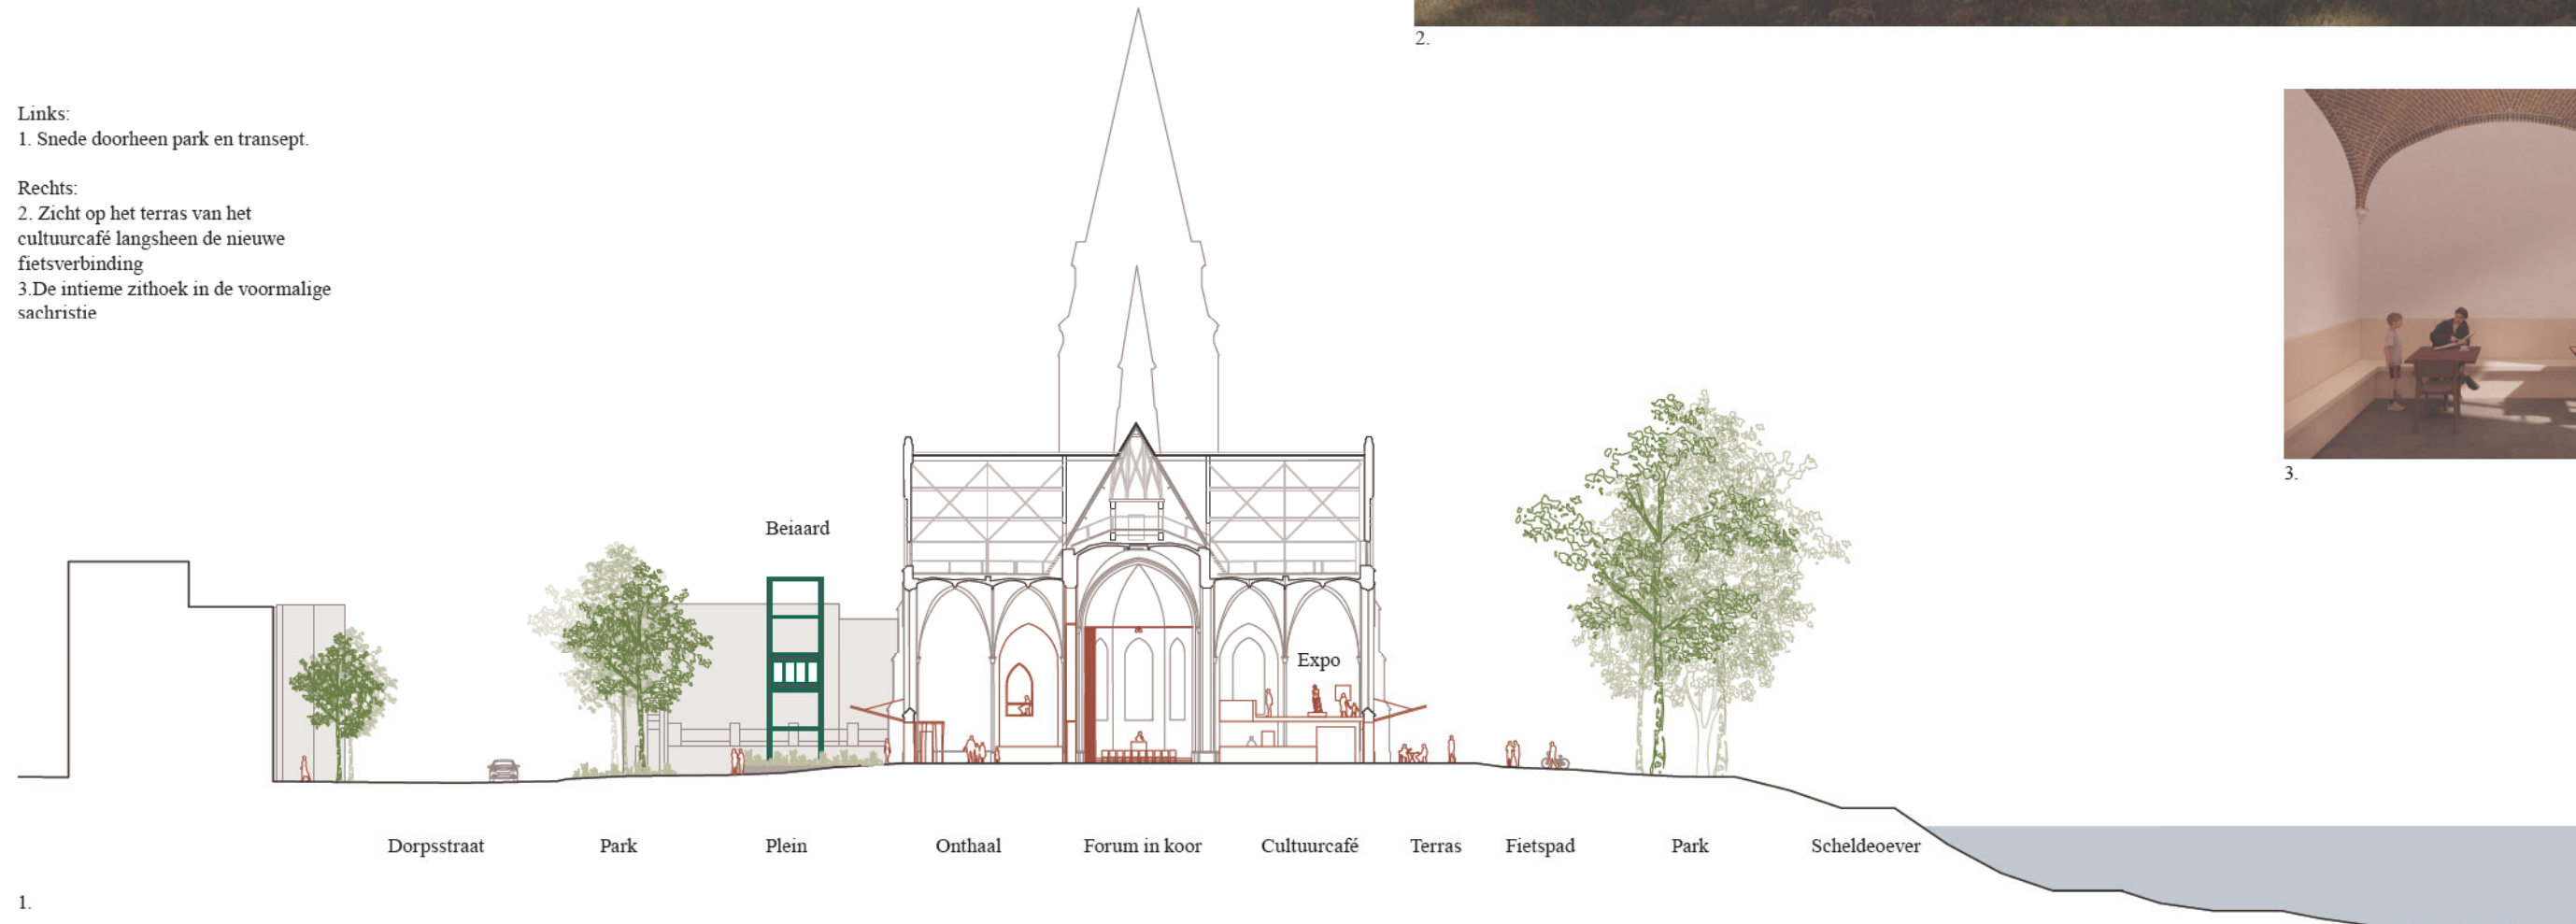 2.
Links:
1. Snede doorheen park en transept.
Rechts:
2. Zicht op het terras van het
cultuurcafé langsheen de nieuwe
fietsverbinding
3.De intieme zithoek in de voormalige
sachristie
3.
Beiaard
Expo
Dorpsstraat Park Plein Onthaal Forum in koor Cultuurcafé Terras Fietspad Park Scheldeoever
1.